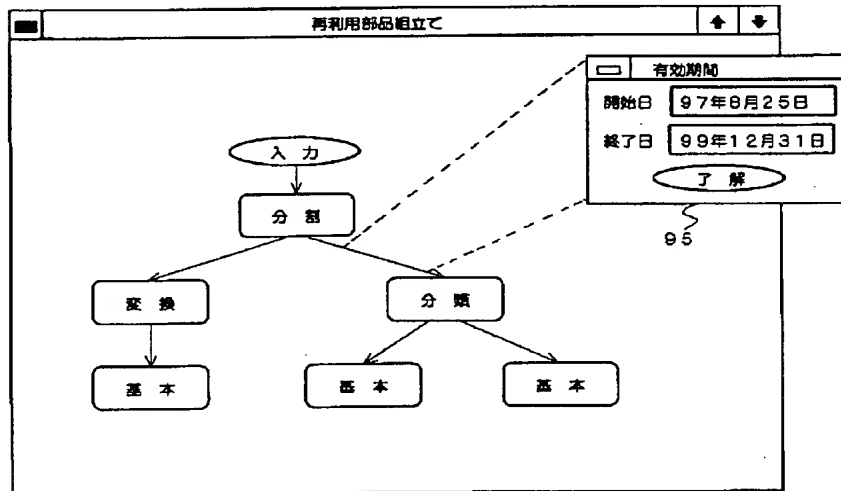 再利用部品組立て
有効期間
開始日 97年8月25日
終了日 99年12月31日
了解
95
入力
分割
変換
分類
基本
基本
基本